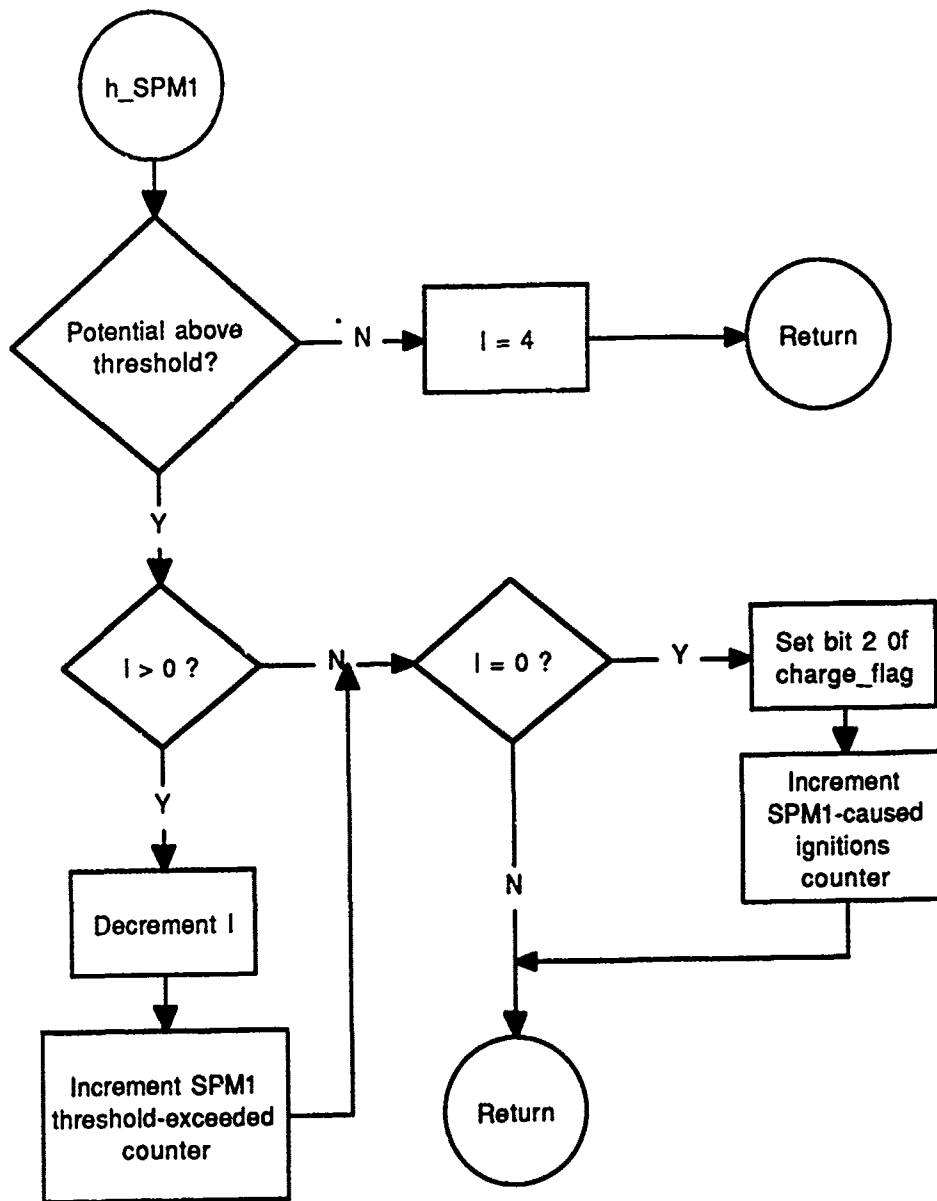 h_SPM1
Potential above
threshold?
N
I = 4
Return
Y
I > 0 ?
N
I = 0 ?
Y
Set bit 2 0f
charge_flag
Y
Increment
SPM1-caused
ignitions
counter
N
Decrement I
Increment SPM1
threshold-exceeded
counter
Return